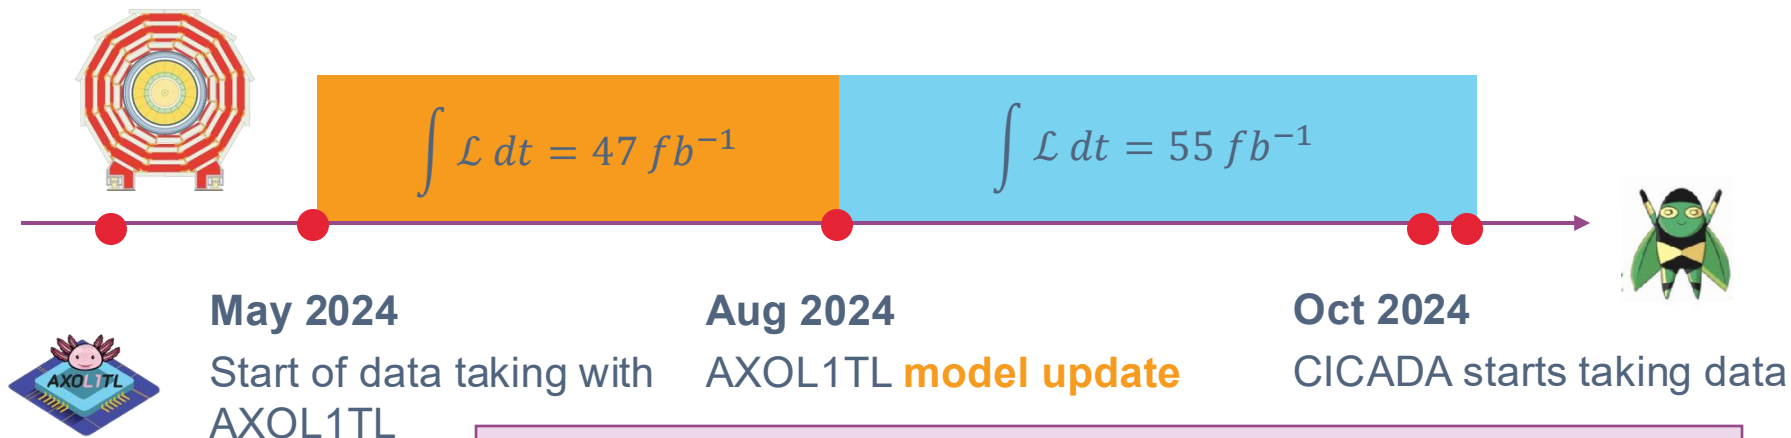 ∫ ℒ dt = 47 fb⁻¹
∫ ℒ dt = 55 fb⁻¹
May 2024
Start of data taking with
AXOL1TL
Aug 2024
AXOL1TL model update
Oct 2024
CICADA starts taking data
AXOL1TL